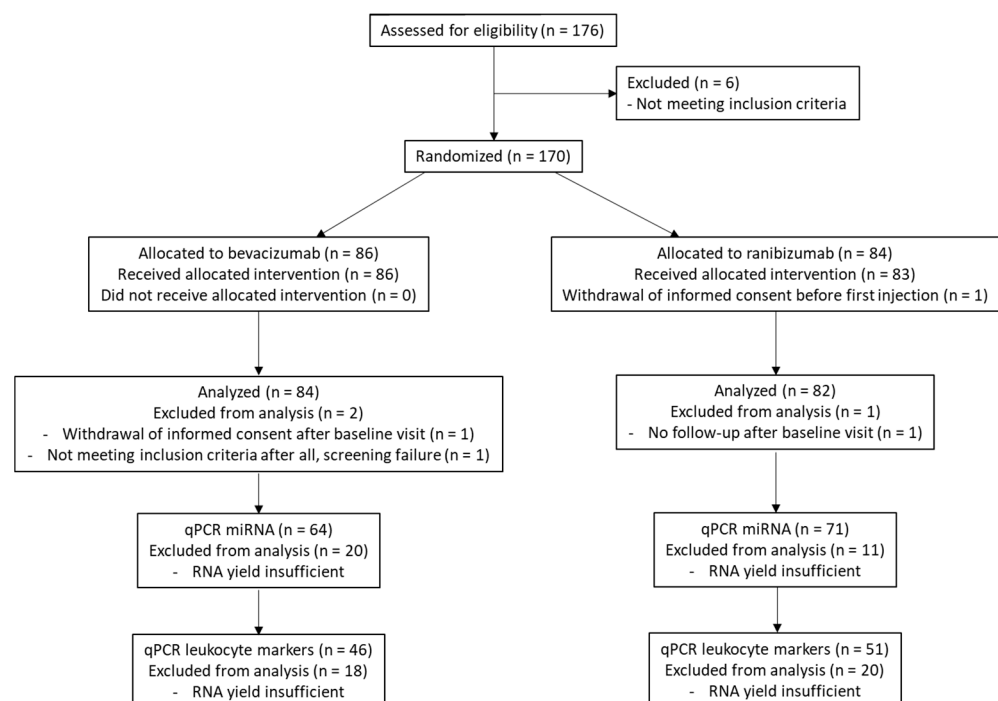 Assessed for eligibility (n = 176)
Excluded (n = 6)
- Not meeting inclusion criteria
Randomized (n = 170)
Allocated to bevacizumab (n = 86)
Received allocated intervention (n = 86)
Did not receive allocated intervention (n = 0)
Allocated to ranibizumab (n = 84)
Received allocated intervention (n = 83)
Withdrawal of informed consent before first injection (n = 1)
Analyzed (n = 84)
Excluded from analysis (n = 2)
- Withdrawal of informed consent after baseline visit (n = 1)
- Not meeting inclusion criteria after all, screening failure (n = 1)
Analyzed (n = 82)
Excluded from analysis (n = 1)
- No follow-up after baseline visit (n = 1)
qPCR miRNA (n = 64)
Excluded from analysis (n = 20)
- RNA yield insufficient
qPCR miRNA (n = 71)
Excluded from analysis (n = 11)
- RNA yield insufficient
qPCR leukocyte markers (n = 46)
Excluded from analysis (n = 18)
- RNA yield insufficient
qPCR leukocyte markers (n = 51)
Excluded from analysis (n = 20)
- RNA yield insufficient